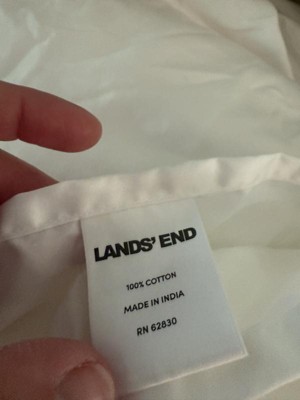 LANDS' END
100% COTTON
MADE IN INDIA
RN 62830